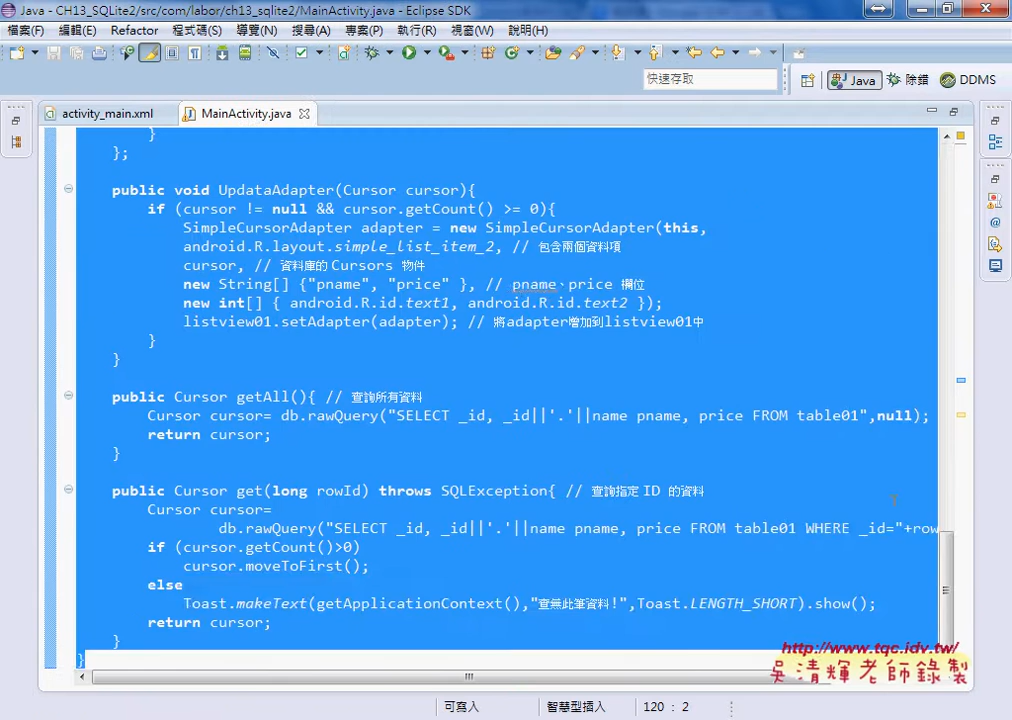 Java - CH13_SQLite2/src/com/labor/ch13_sqlite2/MainActivity.java - Eclipse SDK
檔案(F) 編輯(E) Refactor 程式碼(S) 導覽(N) 搜尋(A) 專案(P) 執行(R) 視窗(W) 說明(H)
快速存取
Java 除錯 DDMS
activity_main.xml MainActivity.java
}
};
public void UpdataAdapter(Cursor cursor){
if (cursor != null && cursor.getCount() >= 0){
SimpleCursorAdapter adapter = new SimpleCursorAdapter(this,
android.R.layout.simple_list_item_2, // 包含兩個資料項
cursor, // 資料庫的 Cursors 物件
new String[] {"pname", "price" }, // pname、price 欄位
new int[] { android.R.id.text1, android.R.id.text2 });
listview01.setAdapter(adapter); // 將adapter增加到listview01中
}
}
public Cursor getAll(){ // 查詢所有資料
Cursor cursor= db.rawQuery("SELECT _id, _id||'.'||name pname, price FROM table01",null);
return cursor;
}
public Cursor get(long rowId) throws SQLException{ // 查詢指定 ID 的資料
Cursor cursor=
db.rawQuery("SELECT _id, _id||'.'||name pname, price FROM table01 WHERE _id="+row
if (cursor.getCount()>0)
cursor.moveToFirst();
else
Toast.makeText(getApplicationContext(),"查無此筆資料!",Toast.LENGTH_SHORT).show();
return cursor;
}
}
http://www.tqc.idv.tw/
吳清輝老師錄製
可寫入 智慧型插入 120 : 2